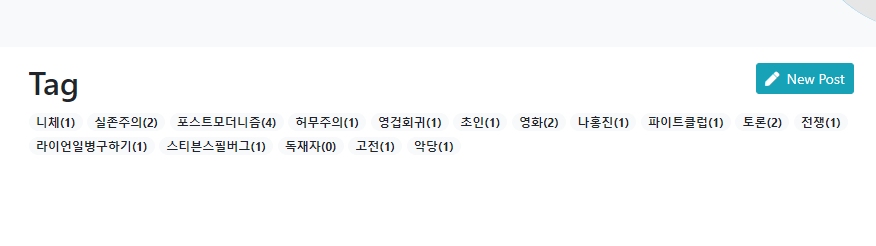 Tag
New Post
니체(1) 실존주의(2) 포스트모더니즘(4) 허무주의(1) 영겁회귀(1) 초인(1) 영화(2) 나홍진(1) 파이트클럽(1) 토론(2) 전쟁(1)
라이언일병구하기(1) 스티븐스필버그(1) 독재자(0) 고전(1) 악당(1)